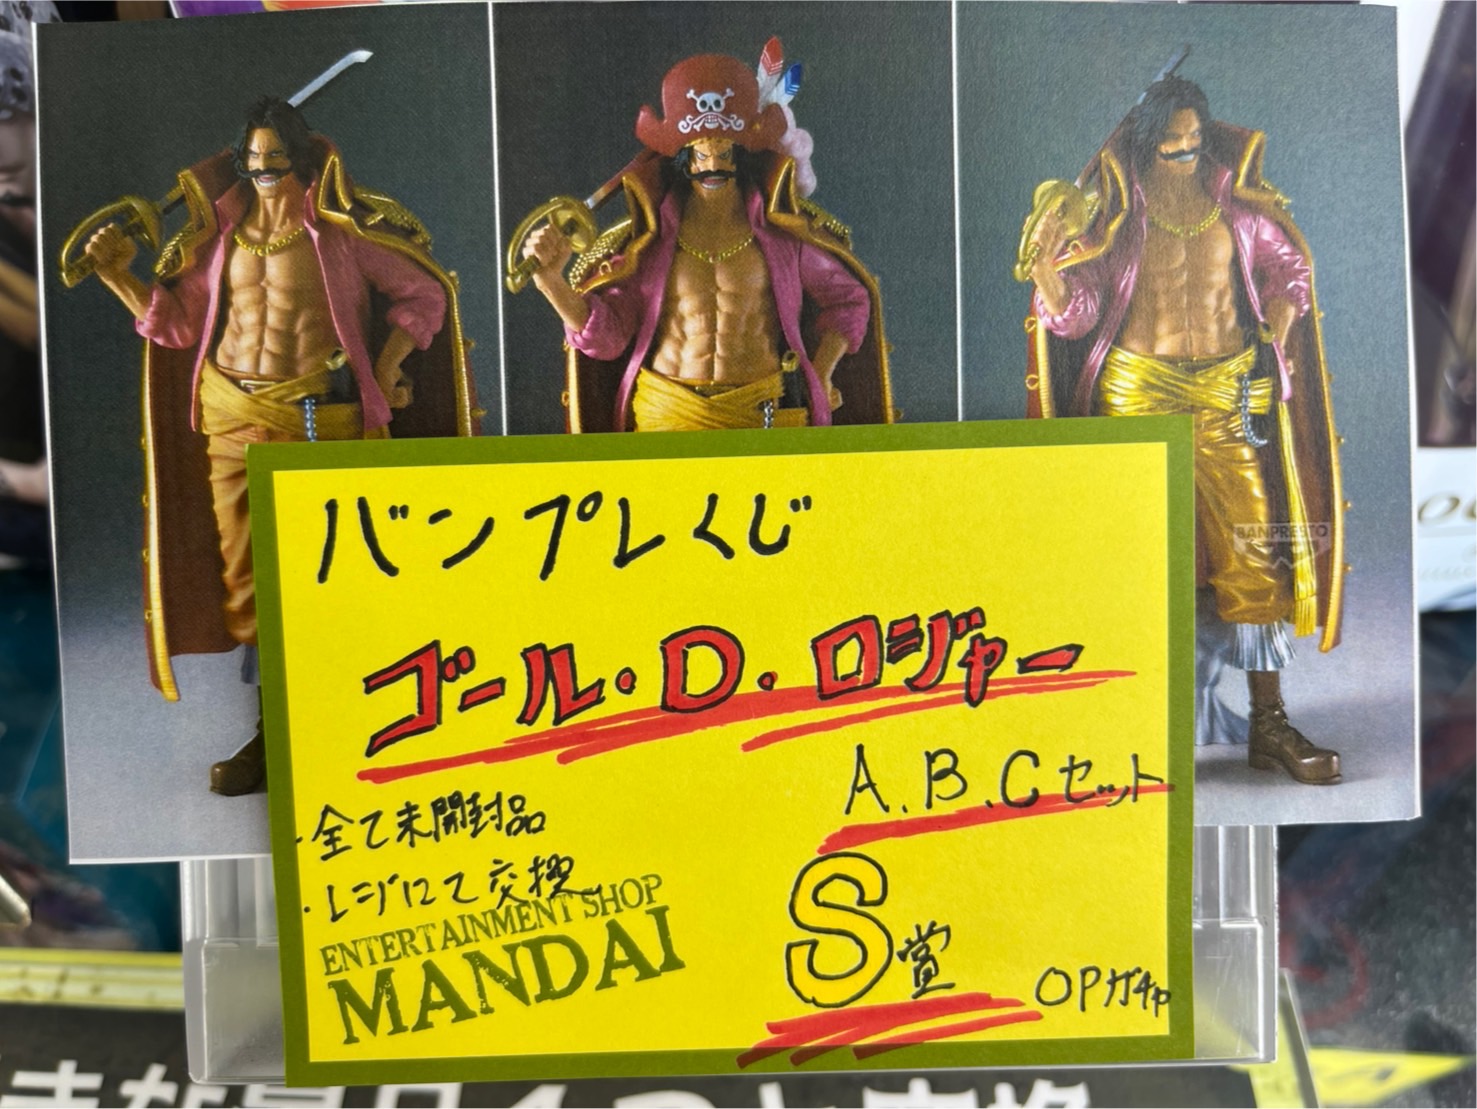 BANPRESTO
バンプレくじ
ゴール・D・ロジャー
A.B.Cセット
・全て未開封品
・レジにて交換
S賞
OPガチャ
ENTERTAINMENT SHOP
MANDAI